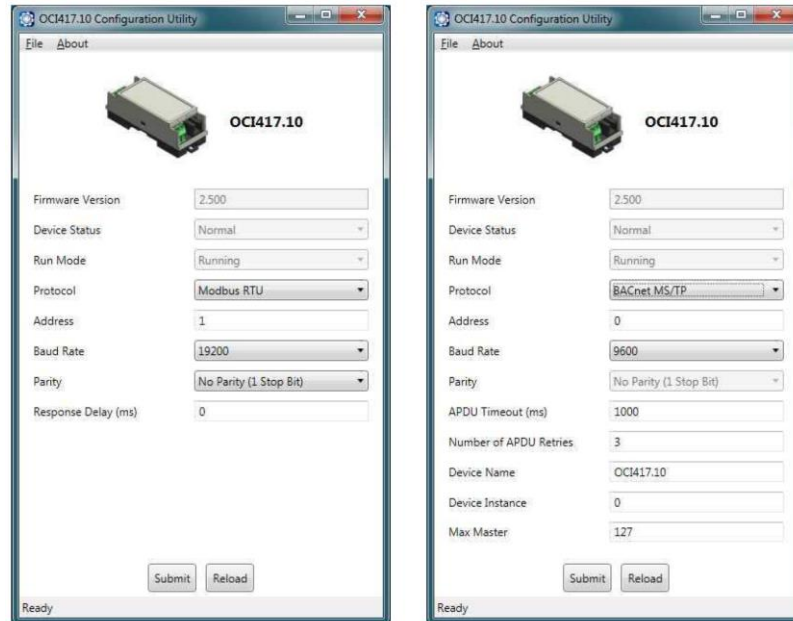 OCI417.10 Configuration Utility
File About
OCI417.10
Firmware Version 2.500
Device Status Normal
Run Mode Running
Protocol Modbus RTU
Address 1
Baud Rate 19200
Parity No Parity (1 Stop Bit)
Response Delay (ms) 0
Submit Reload
Ready
OCI417.10 Configuration Utility
File About
OCI417.10
Firmware Version 2.500
Device Status Normal
Run Mode Running
Protocol BACnet MS/TP
Address 0
Baud Rate 9600
Parity No Parity (1 Stop Bit)
APDU Timeout (ms) 1000
Number of APDU Retries 3
Device Name OCI417.10
Device Instance 0
Max Master 127
Submit Reload
Ready